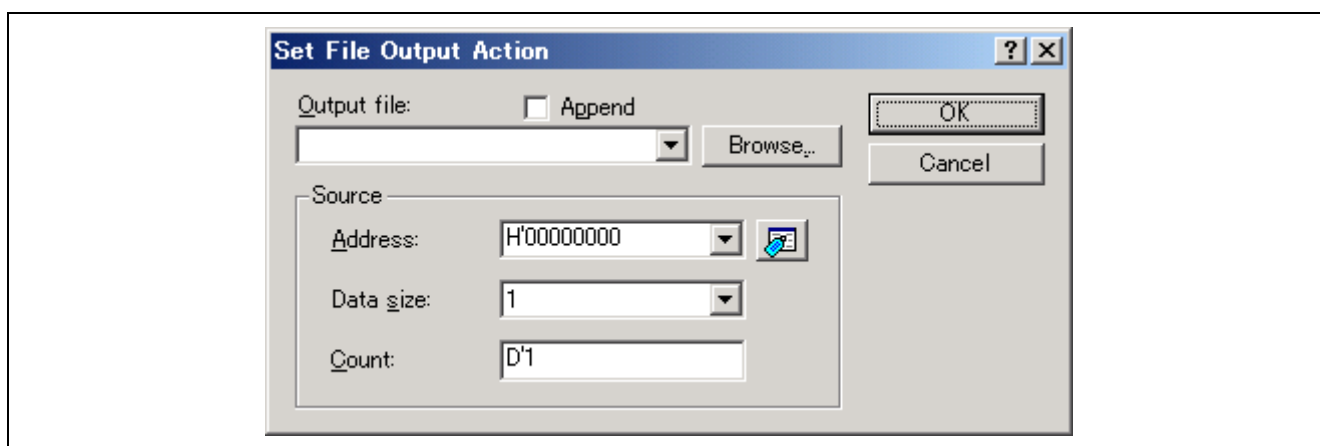 Set File Output Action
Output file:
Append
Browse...
OK
Cancel
Source
Address:
H'00000000
Data size:
1
Count:
D'1